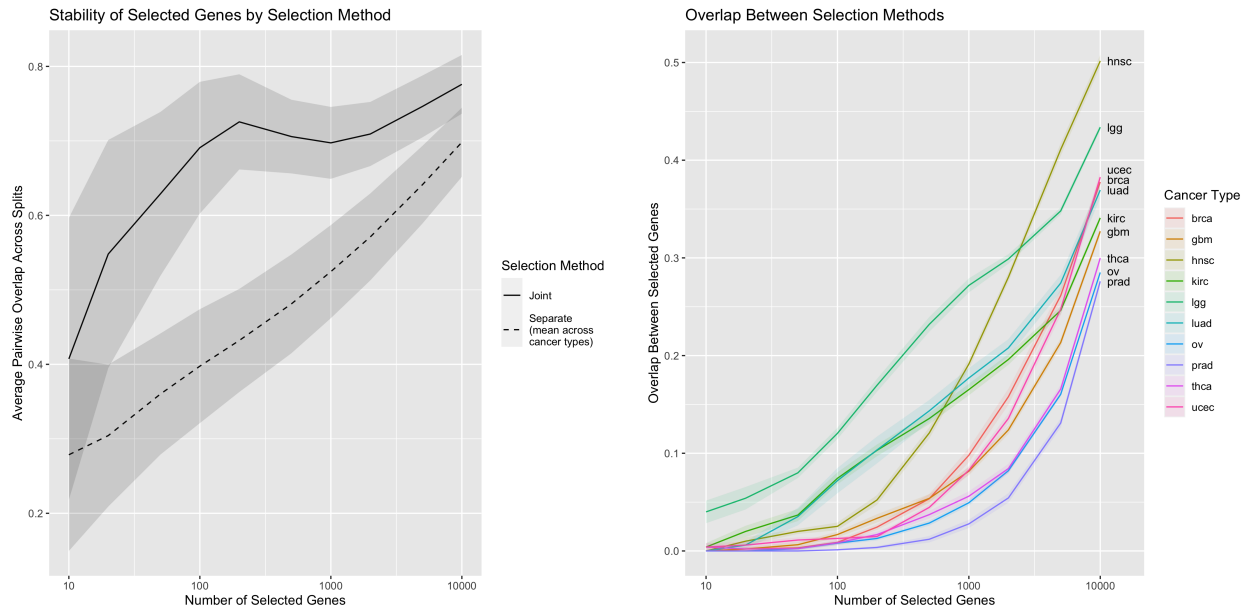 Stability of Selected Genes by Selection Method
Average Pairwise Overlap Across Splits
0.8
0.6
0.4
0.2
10
100
1000
10000
Number of Selected Genes
Selection Method
Joint
Separate
(mean across
cancer types)
Overlap Between Selection Methods
Overlap Between Selected Genes
0.5
0.4
0.3
0.2
0.1
0.0
10
100
1000
10000
Number of Selected Genes
hnsc
lgg
ucec
brca
luad
kirc
gbm
thca
ov
prad
Cancer Type
brca
gbm
hnsc
kirc
lgg
luad
ov
prad
thca
ucec